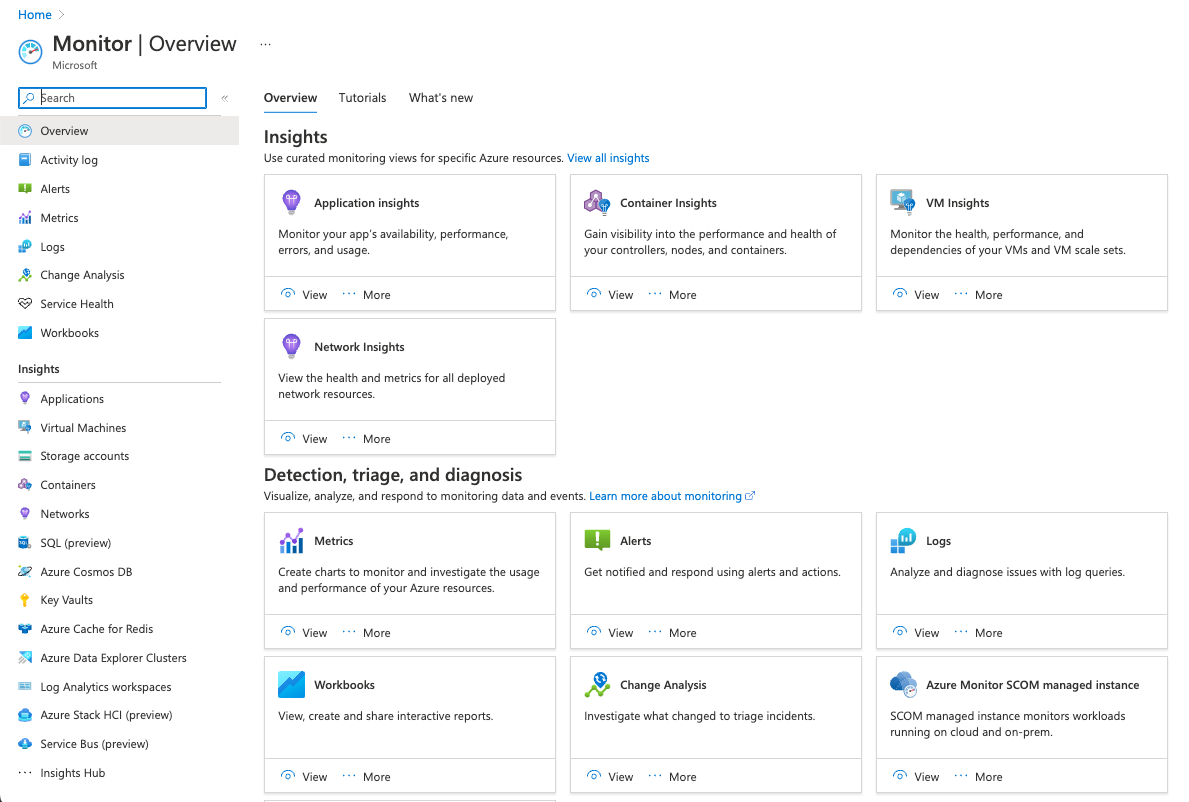 Home
Monitor | Overview ...
Microsoft
Search
Overview
Activity log
Alerts
Metrics
Logs
Change Analysis
Service Health
Workbooks
Insights
Applications
Virtual Machines
Storage accounts
Containers
Networks
SQL (preview)
Azure Cosmos DB
Key Vaults
Azure Cache for Redis
Azure Data Explorer Clusters
Log Analytics workspaces
Azure Stack HCI (preview)
Service Bus (preview)
Insights Hub
Overview Tutorials What's new
Insights
Use curated monitoring views for specific Azure resources. View all insights
Application insights
Monitor your app's availability, performance,
errors, and usage.
View ... More
Container Insights
Gain visibility into the performance and health of
your controllers, nodes, and containers.
View ... More
VM Insights
Monitor the health, performance, and
dependencies of your VMs and VM scale sets.
View ... More
Network Insights
View the health and metrics for all deployed
network resources.
View ... More
Detection, triage, and diagnosis
Visualize, analyze, and respond to monitoring data and events. Learn more about monitoring
Metrics
Create charts to monitor and investigate the usage
and performance of your Azure resources.
View ... More
Alerts
Get notified and respond using alerts and actions.
View ... More
Logs
Analyze and diagnose issues with log queries.
View ... More
Workbooks
View, create and share interactive reports.
View ... More
Change Analysis
Investigate what changed to triage incidents.
View ... More
Azure Monitor SCOM managed instance
SCOM managed instance monitors workloads
running on cloud and on-prem.
View ... More